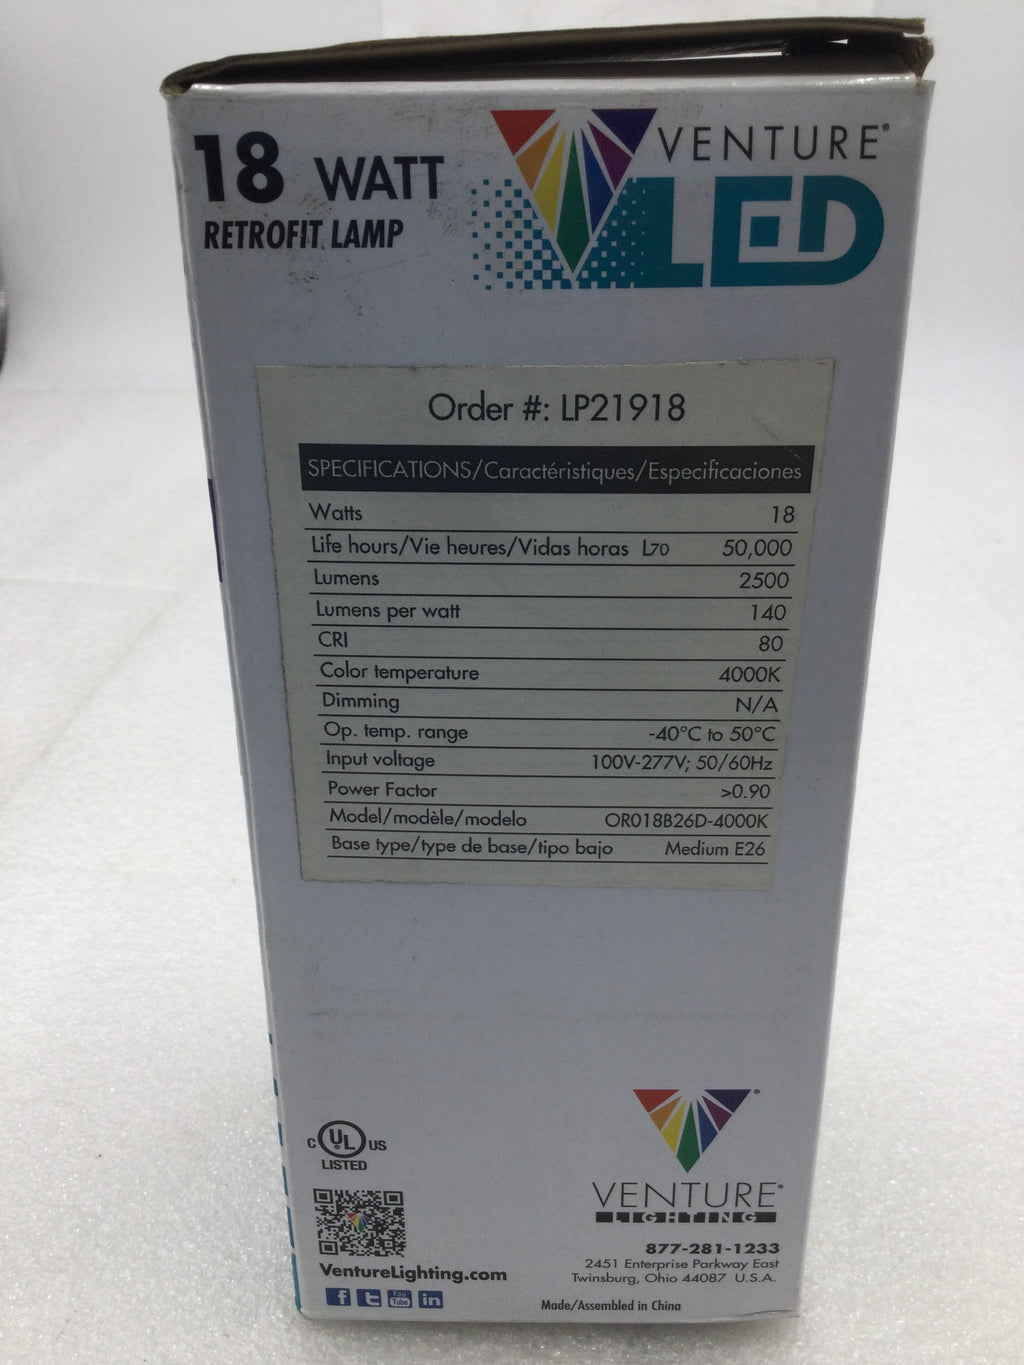 18 WATT
RETROFIT LAMP
VENTURE®
LED
Order #: LP21918
SPECIFICATIONS/Caractéristiques/Especificaciones
Watts 18
Life hours/Vie heures/Vidas horas L70 50,000
Lumens 2500
Lumens per watt 140
CRI 80
Color temperature 4000K
Dimming N/A
Op. temp. range -40°C to 50°C
Input voltage 100V-277V; 50/60Hz
Power Factor >0.90
Model/modèle/modelo OR018B26D-4000K
Base type/type de base/tipo bajo Medium E26
C UL US
LISTED
VentureLighting.com
f t You Tube in
VENTURE®
LIGHTING
877-281-1233
2451 Enterprise Parkway East
Twinsburg, Ohio 44087 U.S.A.
Made/Assembled in China